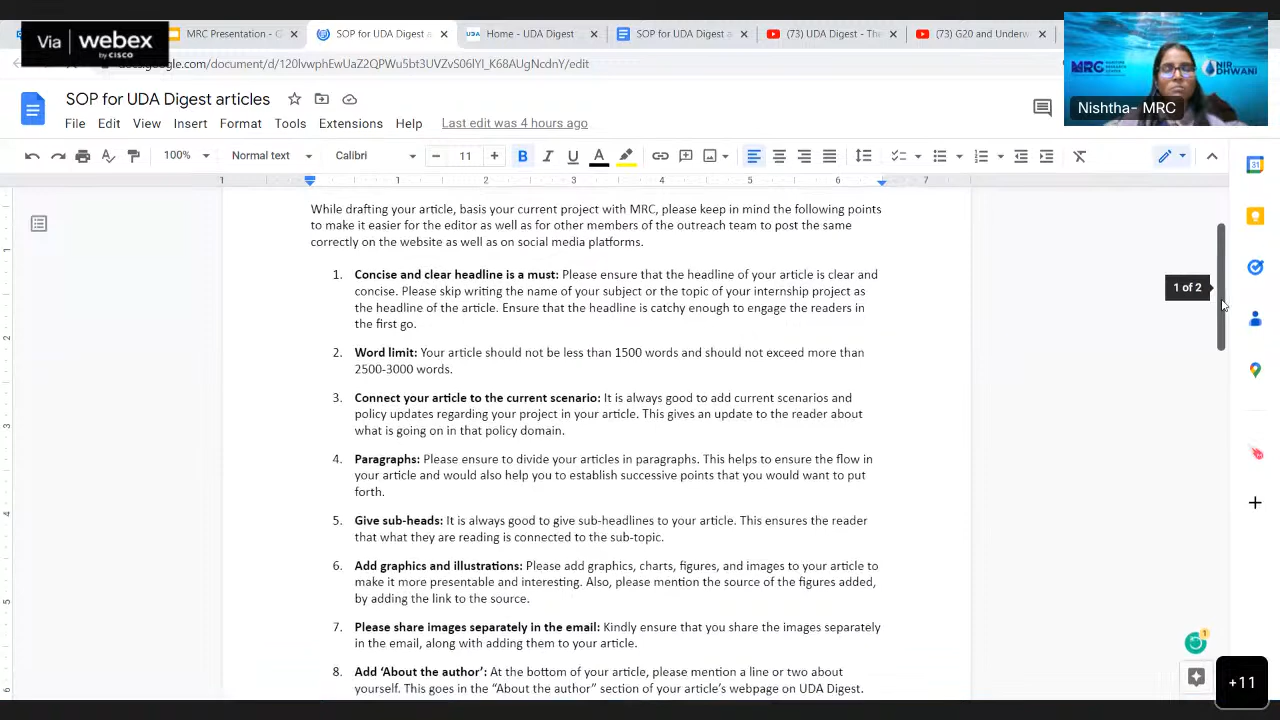 Via webex
by CISCO
MRC Presentation - G
SOP for UDA Digest a
Home - UDA Digest
SOP for UDA Digest a
(73) UDA Digest - The
(73) G20 and Underw
docs.google.com/document/d/120lvwphEwUaZ2QPWu5bt3UVZvS06lYl_K68AUgNcdnY/edit
MRC
NIR DHWANI
Nishtha- MRC
SOP for UDA Digest articles
File Edit View Insert Format Tools Extensions Help Last edit was 4 hours ago
100% Normal text Calibri 11
1 1 2 3 4 5 6 7
While drafting your article, basis your current project with MRC, please keep in mind the following points
to make it easier for the editor as well as for other members of the outreach team to post the same
correctly on the website as well as on social media platforms.
1. Concise and clear headline is a must: Please ensure that the headline of your article is clear and
concise. Please skip writing the name of your subject or the topic of your internship project as
the headline of the article. Ensure that the headline is catchy enough to engage the readers in
the first go.
1 of 2
2. Word limit: Your article should not be less than 1500 words and should not exceed more than
2500-3000 words.
3. Connect your article to the current scenario: It is always good to add current scenarios and
policy updates regarding your project in your article. This gives an update to the reader about
what is going on in that policy domain.
4. Paragraphs: Please ensure to divide your articles in paragraphs. This helps to ensure the flow in
your article and would also help you to establish successive points that you would want to put
forth.
5. Give sub-heads: It is always good to give sub-headlines to your article. This ensures the reader
that what they are reading is connected to the sub-topic.
6. Add graphics and illustrations: Please add graphics, charts, figures, and images to your article to
make it more presentable and interesting. Also, please mention the source of the figures added,
by adding the link to the source.
7. Please share images separately in the email: Kindly ensure that you share the images separately
in the email, along with adding them to your article.
8. Add ‘About the author’: At the bottom of your article, please mention a line or two about
yourself. This goes in the “About the author” section of your article’s webpage on UDA Digest.
+11